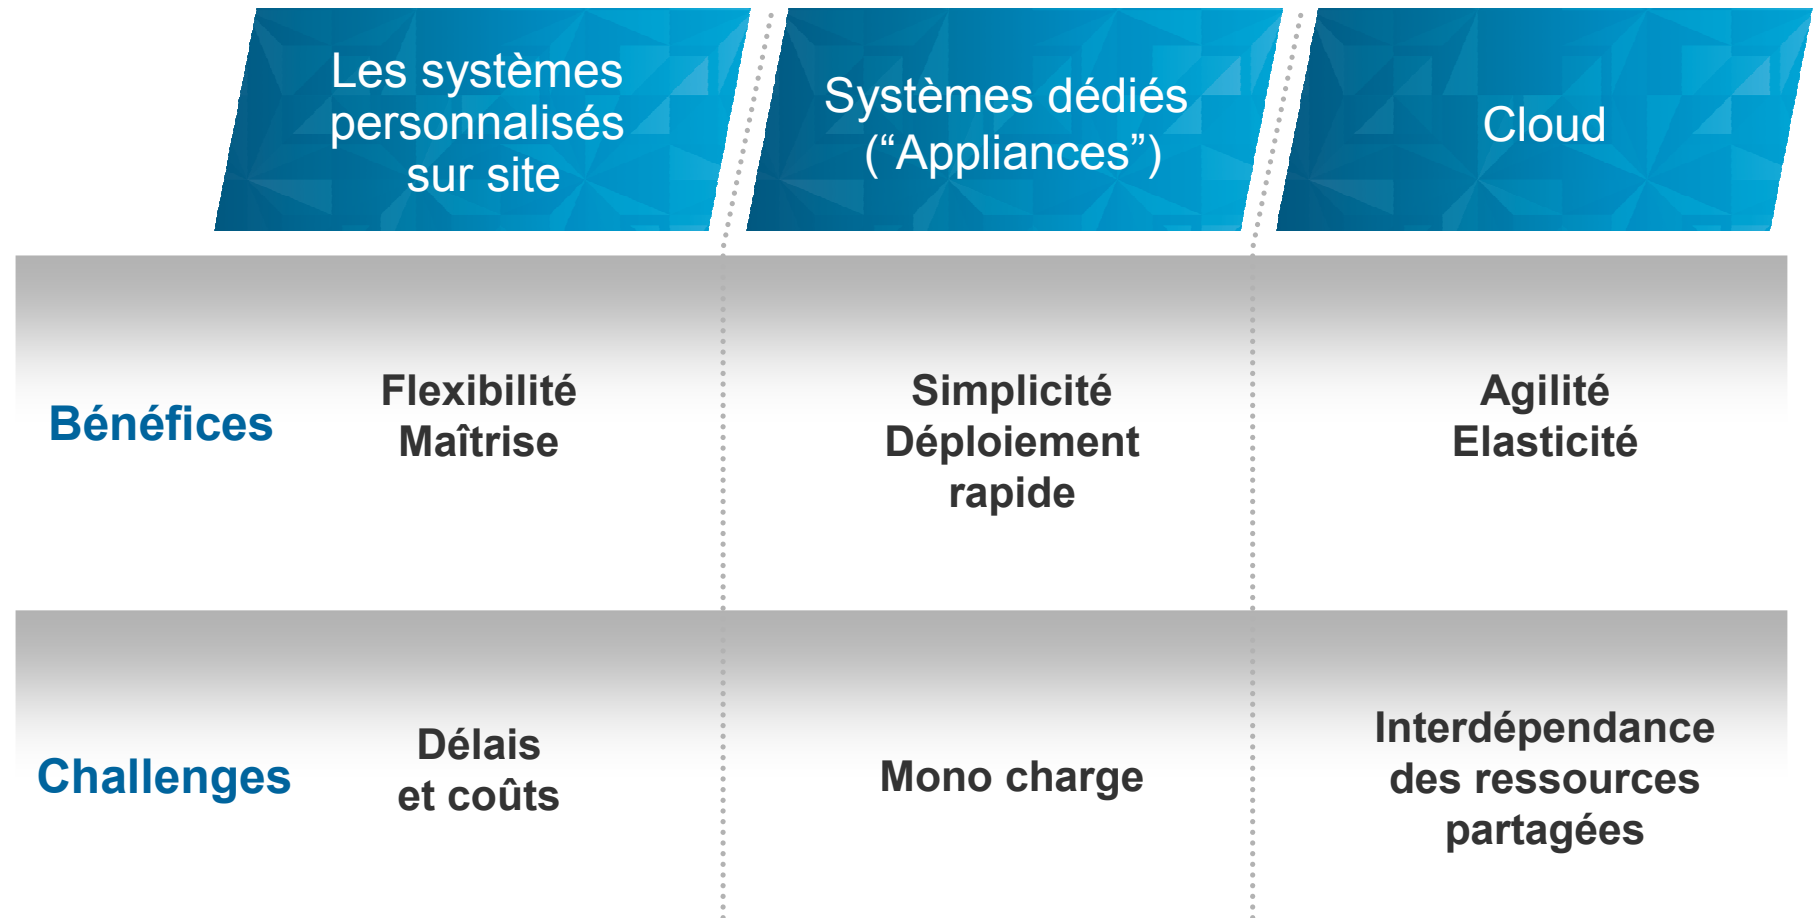 Les systèmes
personnalisés
sur site
Systèmes dédiés
(“Appliances”)
Cloud
Bénéfices
Flexibilité
Maîtrise
Simplicité
Déploiement
rapide
Agilité
Elasticité
Challenges
Délais
et coûts
Mono charge
Interdépendance
des ressources
partagées